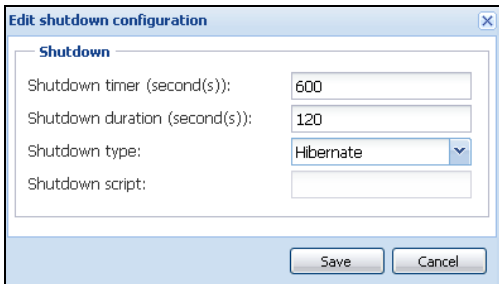 Edit shutdown configuration
Shutdown
Shutdown timer (second(s)): 600
Shutdown duration (second(s)): 120
Shutdown type: Hibernate
Shutdown script:
Save Cancel